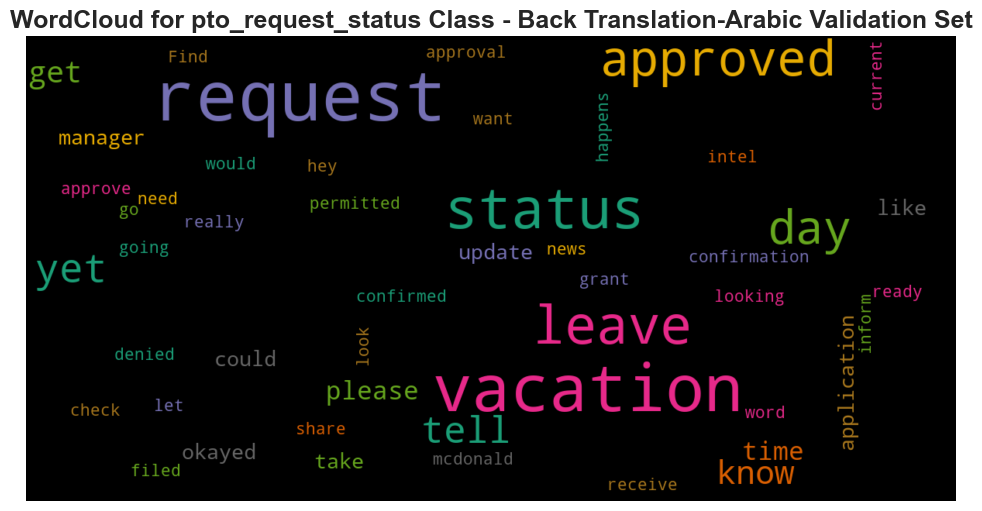 WordCloud for pto_request_status Class - Back Translation-Arabic Validation Set
get
Find
request
approval
approved
current
want
happens
manager
would
hey
intel
approve
need
go
really
permitted
status
day
like
going
update
news
confirmation
yet
grant
confirmed
looking
ready
inform
leave
look
denied
could
application
please
vacation
check
let
word
share
tell
okayed
take
mcdonald
time
know
filed
receive